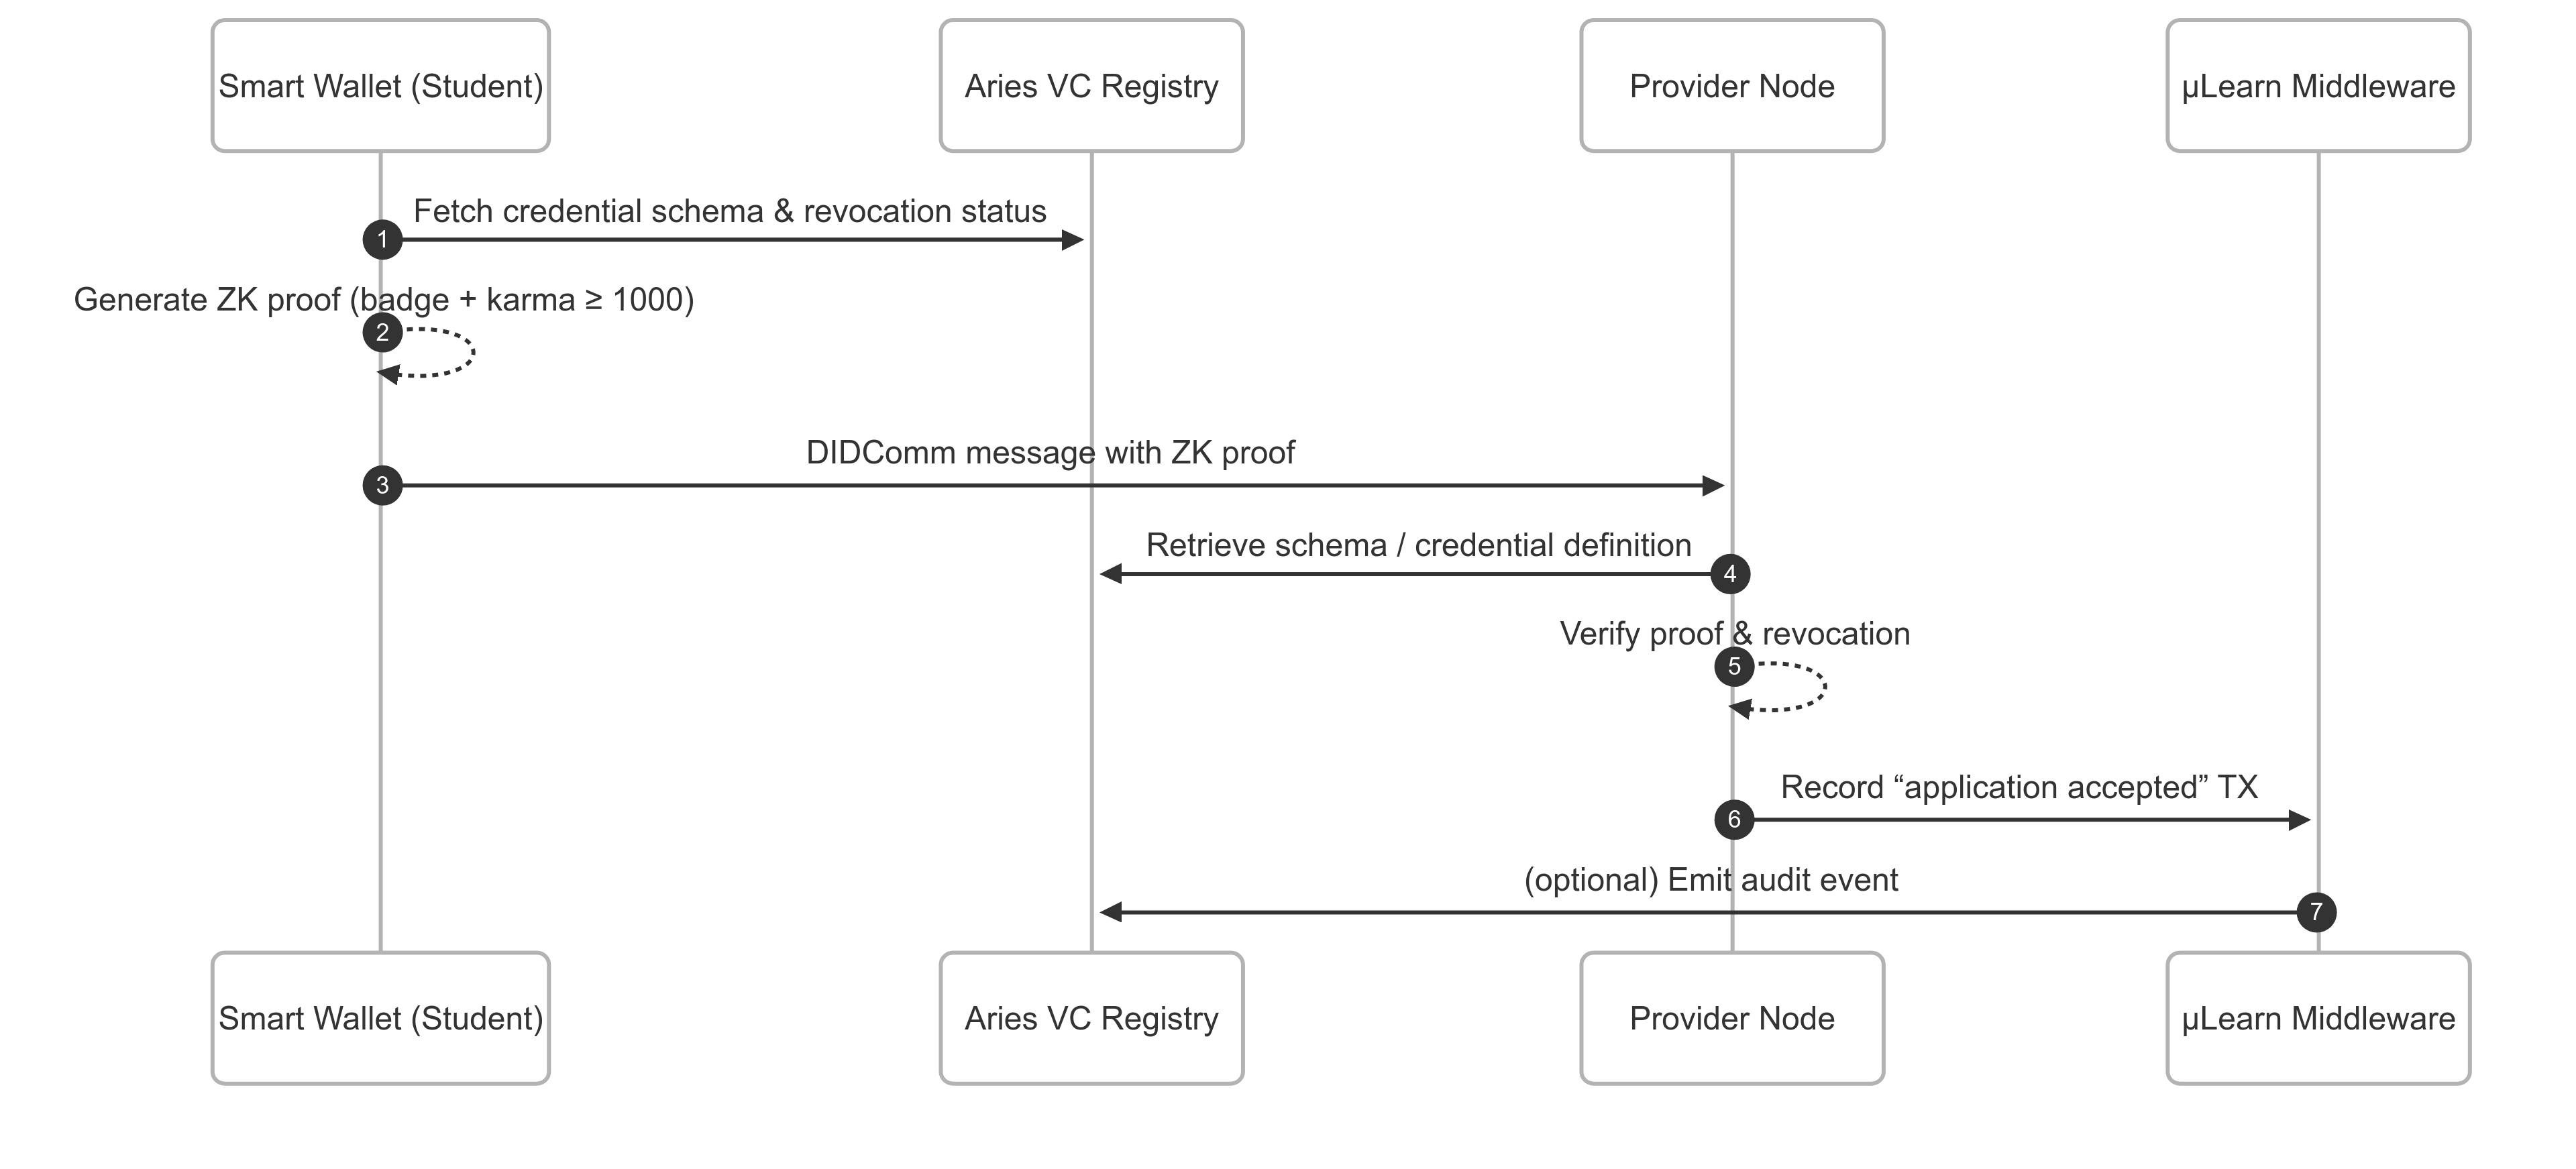 Smart Wallet (Student)
Aries VC Registry
Provider Node
µLearn Middleware
Fetch credential schema & revocation status
1
Generate ZK proof (badge + karma ≥ 1000)
2
DIDComm message with ZK proof
3
Retrieve schema / credential definition
4
Verify proof & revocation
5
Record “application accepted” TX
6
(optional) Emit audit event
7
Smart Wallet (Student)
Aries VC Registry
Provider Node
µLearn Middleware